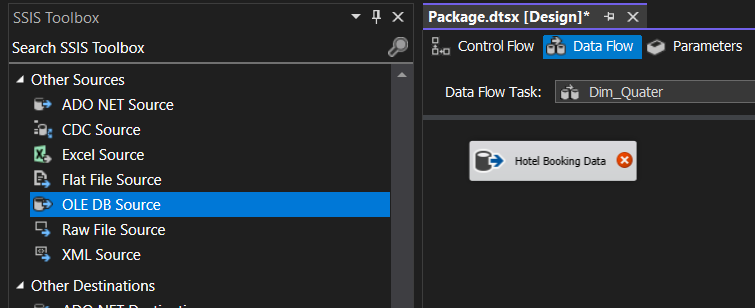 SSIS Toolbox
Search SSIS Toolbox
Other Sources
ADO NET Source
CDC Source
Excel Source
Flat File Source
OLE DB Source
Raw File Source
XML Source
Other Destinations
Package.dtsx [Design]*
Control Flow
Data Flow
Parameters
Data Flow Task:
Dim_Quater
Hotel Booking Data